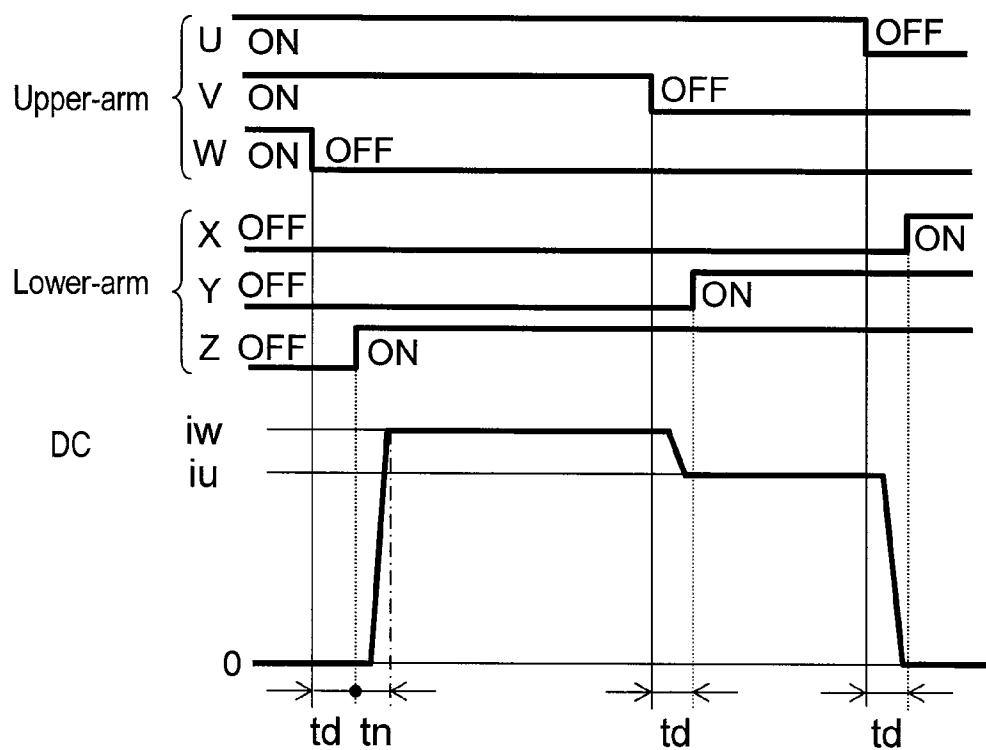 U ON OFF
Upper-arm V ON OFF
W ON OFF
X OFF ON
Lower-arm Y OFF ON
Z OFF ON
DC iw
iu
0
td tn td td